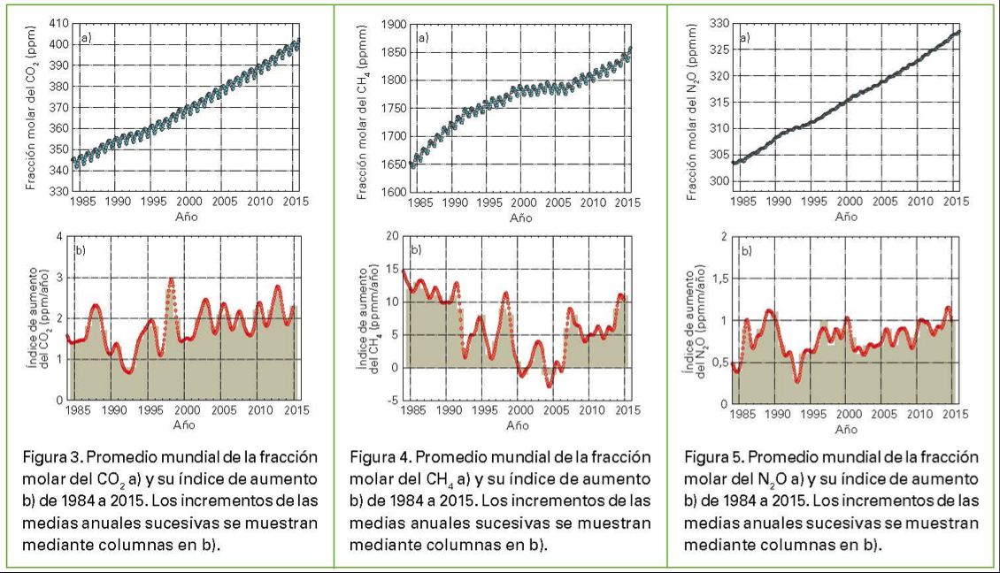 Fracción molar del CO2 (ppm)
410
400
390
380
370
360
350
340
330
a)
1985 1990 1995 2000 2005 2010 2015
Año
Índice de aumento
del CO2 (ppm/año)
4
3
2
1
0
b)
1985 1990 1995 2000 2005 2010 2015
Año
Figura 3. Promedio mundial de la fracción
molar del CO2 a) y su índice de aumento
b) de 1984 a 2015. Los incrementos de las
medias anuales sucesivas se muestran
mediante columnas en b).
Fracción molar del CH4 (ppmm)
1900
1850
1800
1750
1700
1650
1600
a)
1985 1990 1995 2000 2005 2010 2015
Año
Índice de aumento
del CH4 (ppmm/año)
20
15
10
5
0
-5
b)
1985 1990 1995 2000 2005 2010 2015
Año
Figura 4. Promedio mundial de la fracción
molar del CH4 a) y su índice de aumento
b) de 1984 a 2015. Los incrementos de las
medias anuales sucesivas se muestran
mediante columnas en b).
Fracción molar del N2O (ppmm)
330
325
320
315
310
305
300
a)
1985 1990 1995 2000 2005 2010 2015
Año
Índice de aumento
del N2O (ppmm/año)
2
1,5
1
0,5
0
b)
1985 1990 1995 2000 2005 2010 2015
Año
Figura 5. Promedio mundial de la fracción
molar del N2O a) y su índice de aumento
b) de 1984 a 2015. Los incrementos de las
medias anuales sucesivas se muestran
mediante columnas en b).